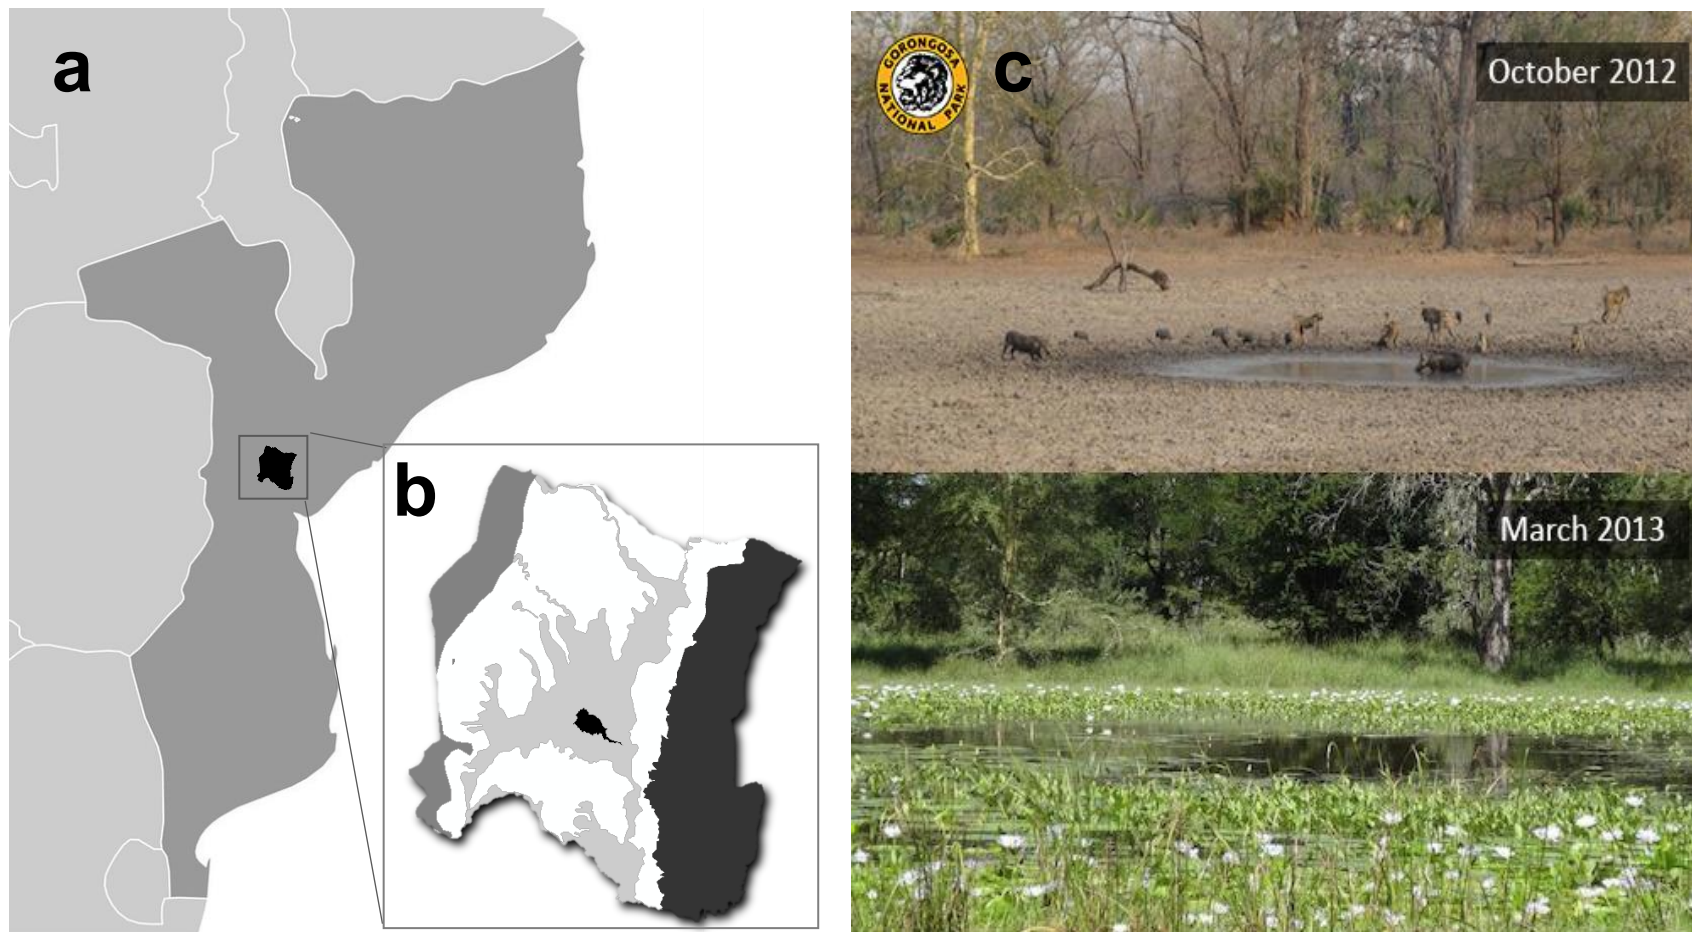 a
b
c
GORONGOSA
NATIONAL PARK
October 2012
March 2013